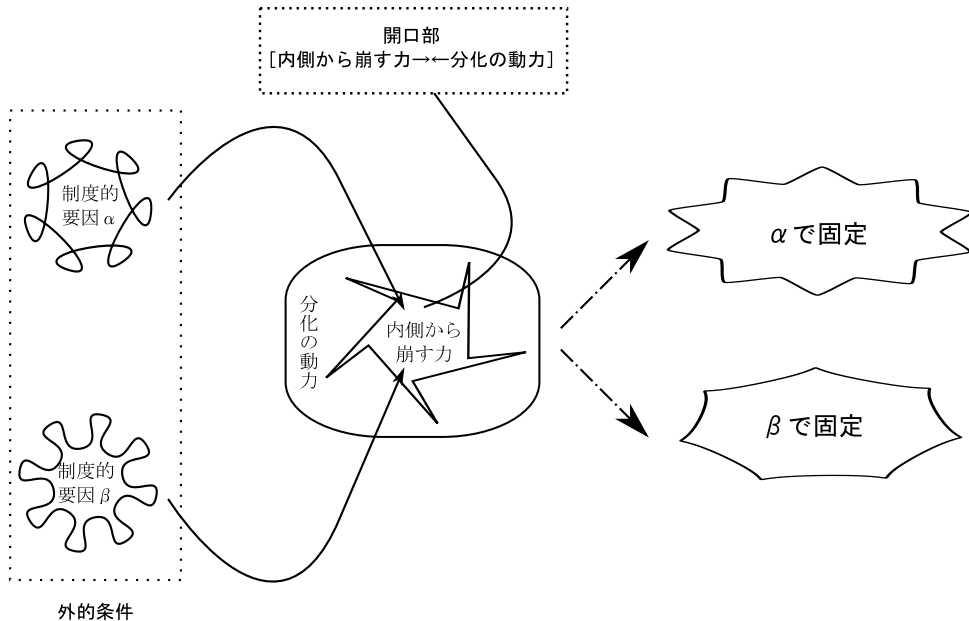 開口部
[内側から崩す力→←分化の動力]
制度的
要因 α
制度的
要因 β
外的条件
分化の動力
内側から
崩す力
α で固定
β で固定